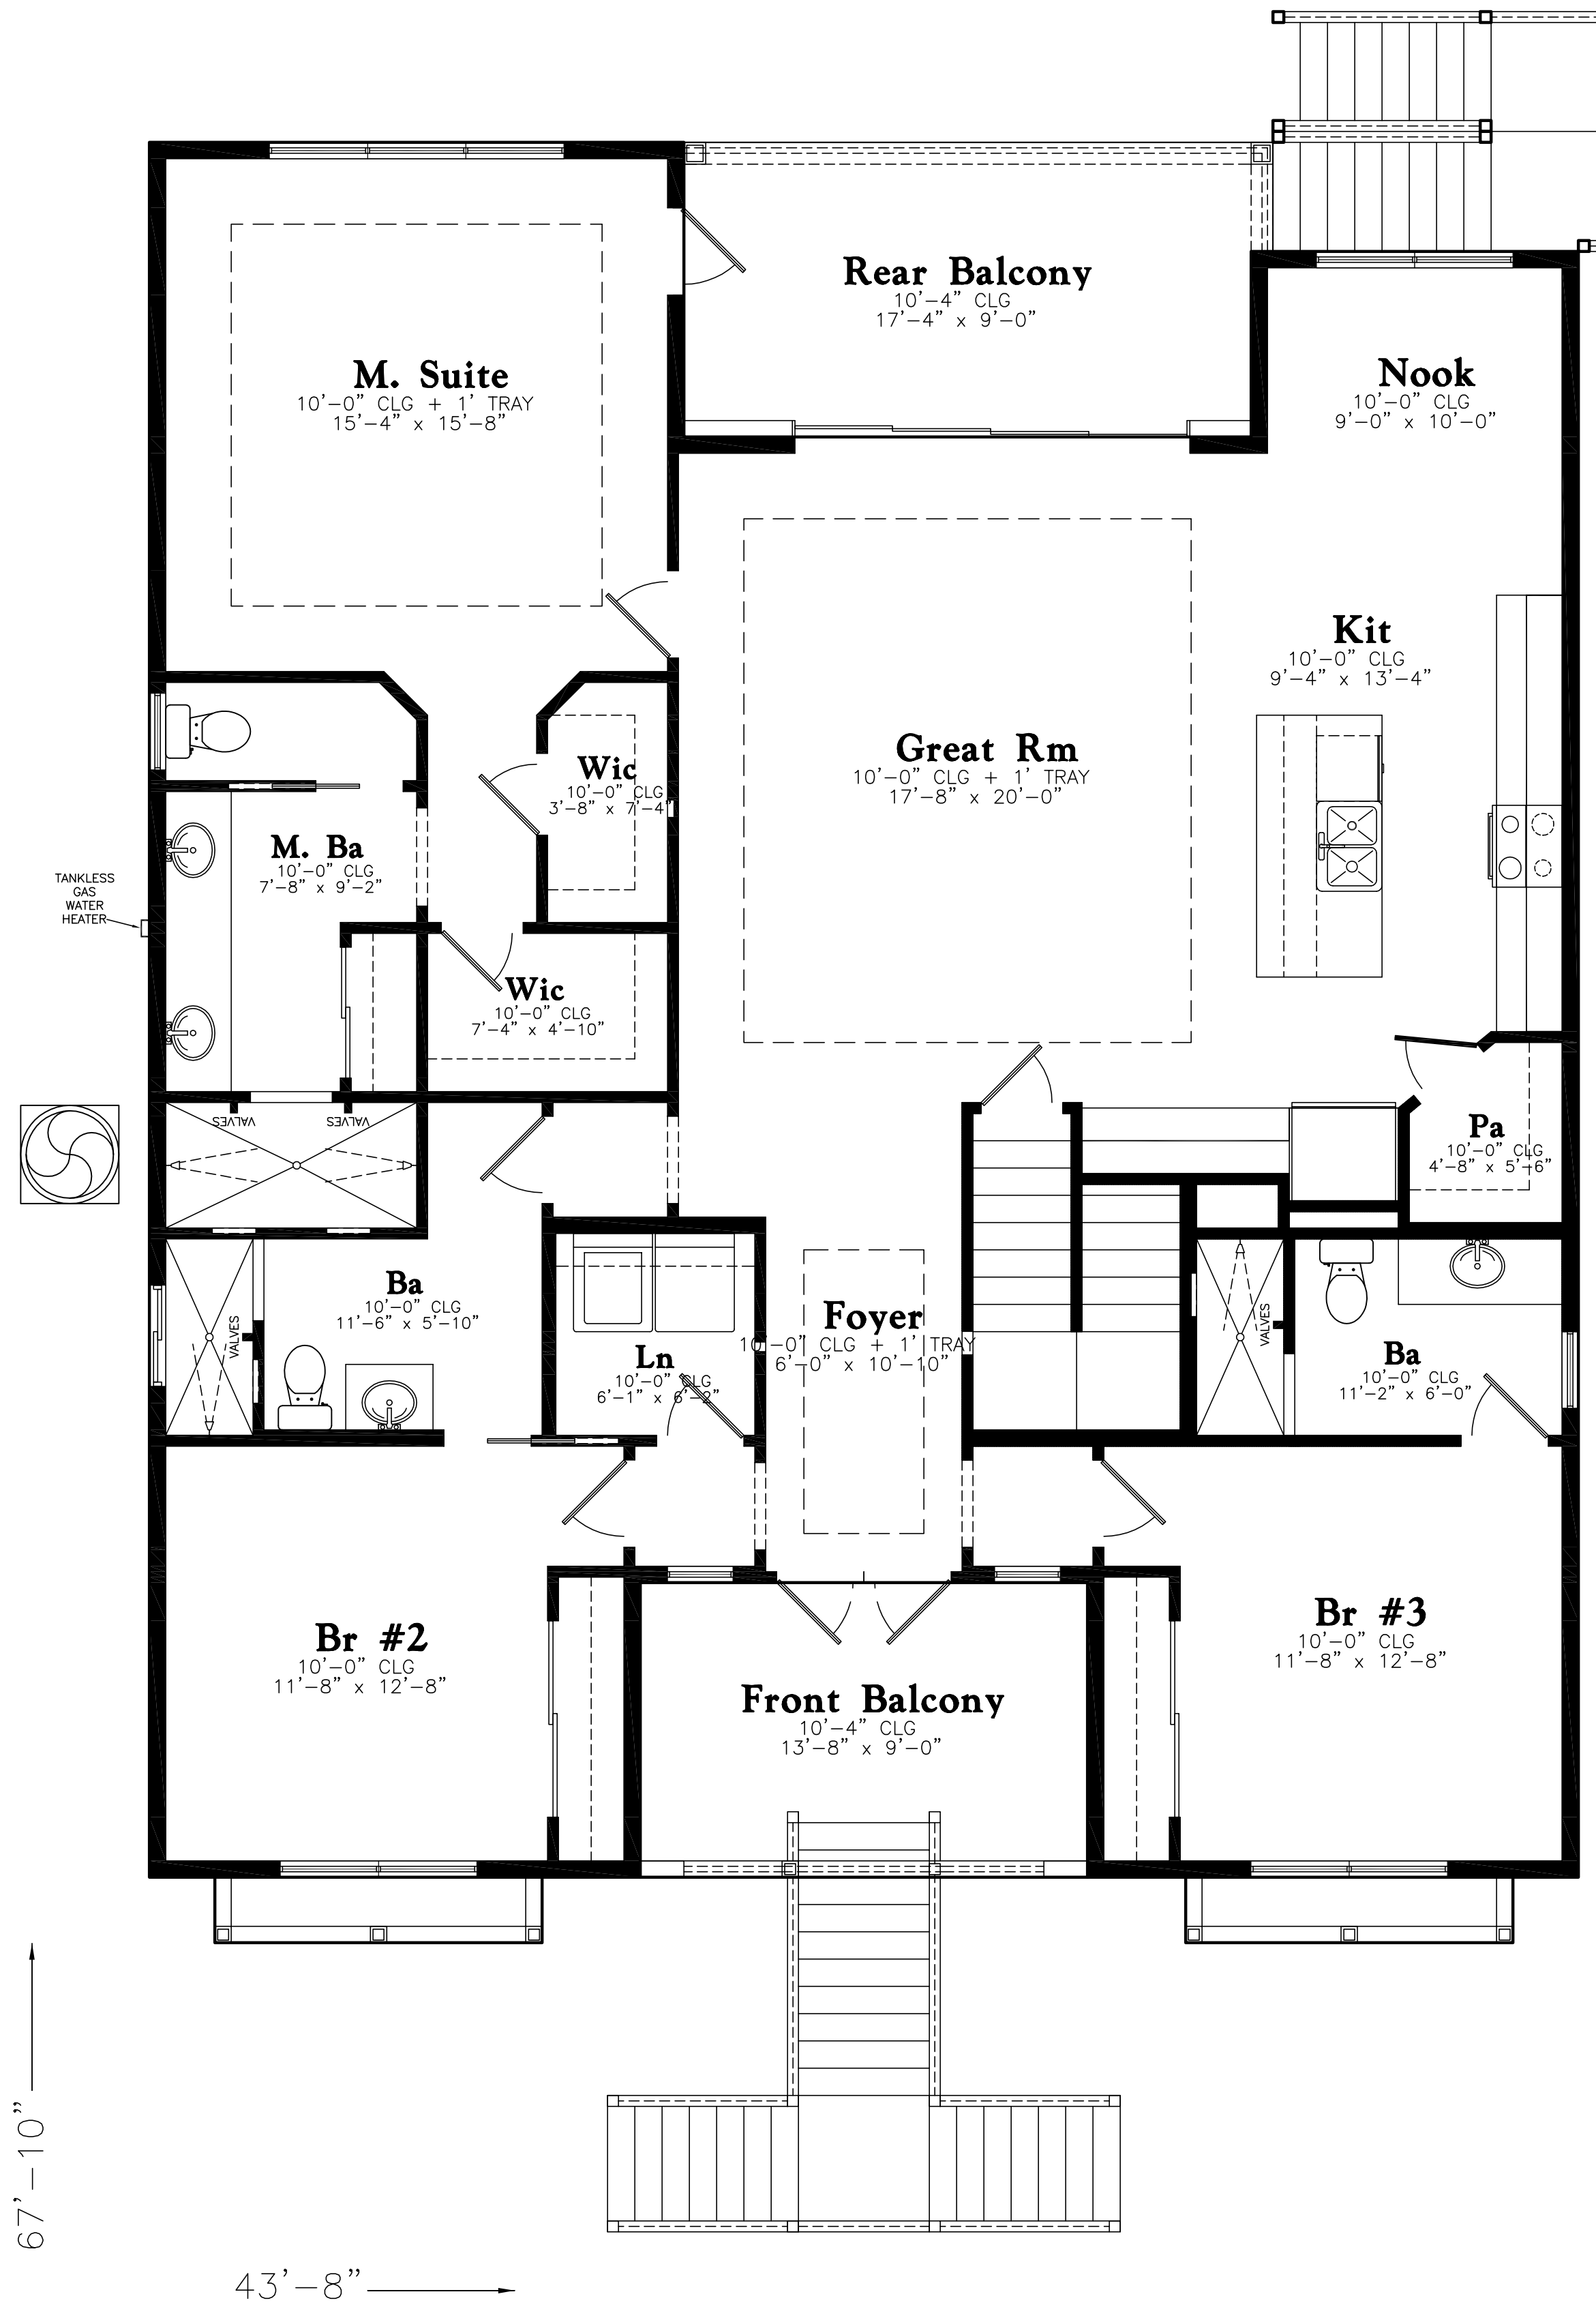 Rear Balcony
10'-4" CLG
17'-4" x 9'-0"
M. Suite
10'-0" CLG + 1' TRAY
15'-4" x 15'-8"
Nook
10'-0" CLG
9'-0" x 10'-0"
Kit
10'-0" CLG
9'-4" x 13'-4"
Great Rm
10'-0" CLG + 1' TRAY
17'-8" x 20'-0"
Wic
10'-0" CLG
3'-8" x 7'-4"
M. Ba
10'-0" CLG
7'-8" x 9'-2"
TANKLESS
GAS
WATER
HEATER
Wic
10'-0" CLG
7'-4" x 4'-10"
VALVES
VALVES
Pa
10'-0" CLG
4'-8" x 5'-6"
Ba
10'-0" CLG
11'-6" x 5'-10"
VALVES
Foyer
10'-0" CLG + 1' TRAY
6'-0" x 10'-10"
Ln
10'-0" CLG
6'-1" x 6'-2"
VALVES
Ba
10'-0" CLG
11'-2" x 6'-0"
Br #2
10'-0" CLG
11'-8" x 12'-8"
Br #3
10'-0" CLG
11'-8" x 12'-8"
Front Balcony
10'-4" CLG
13'-8" x 9'-0"
67'-10"
43'-8"